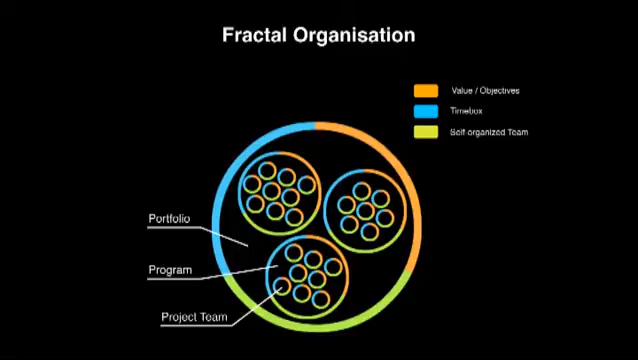 Fractal Organisation
Value / Objectives
Timebox
Self-organized Team
Portfolio
Program
Project Team